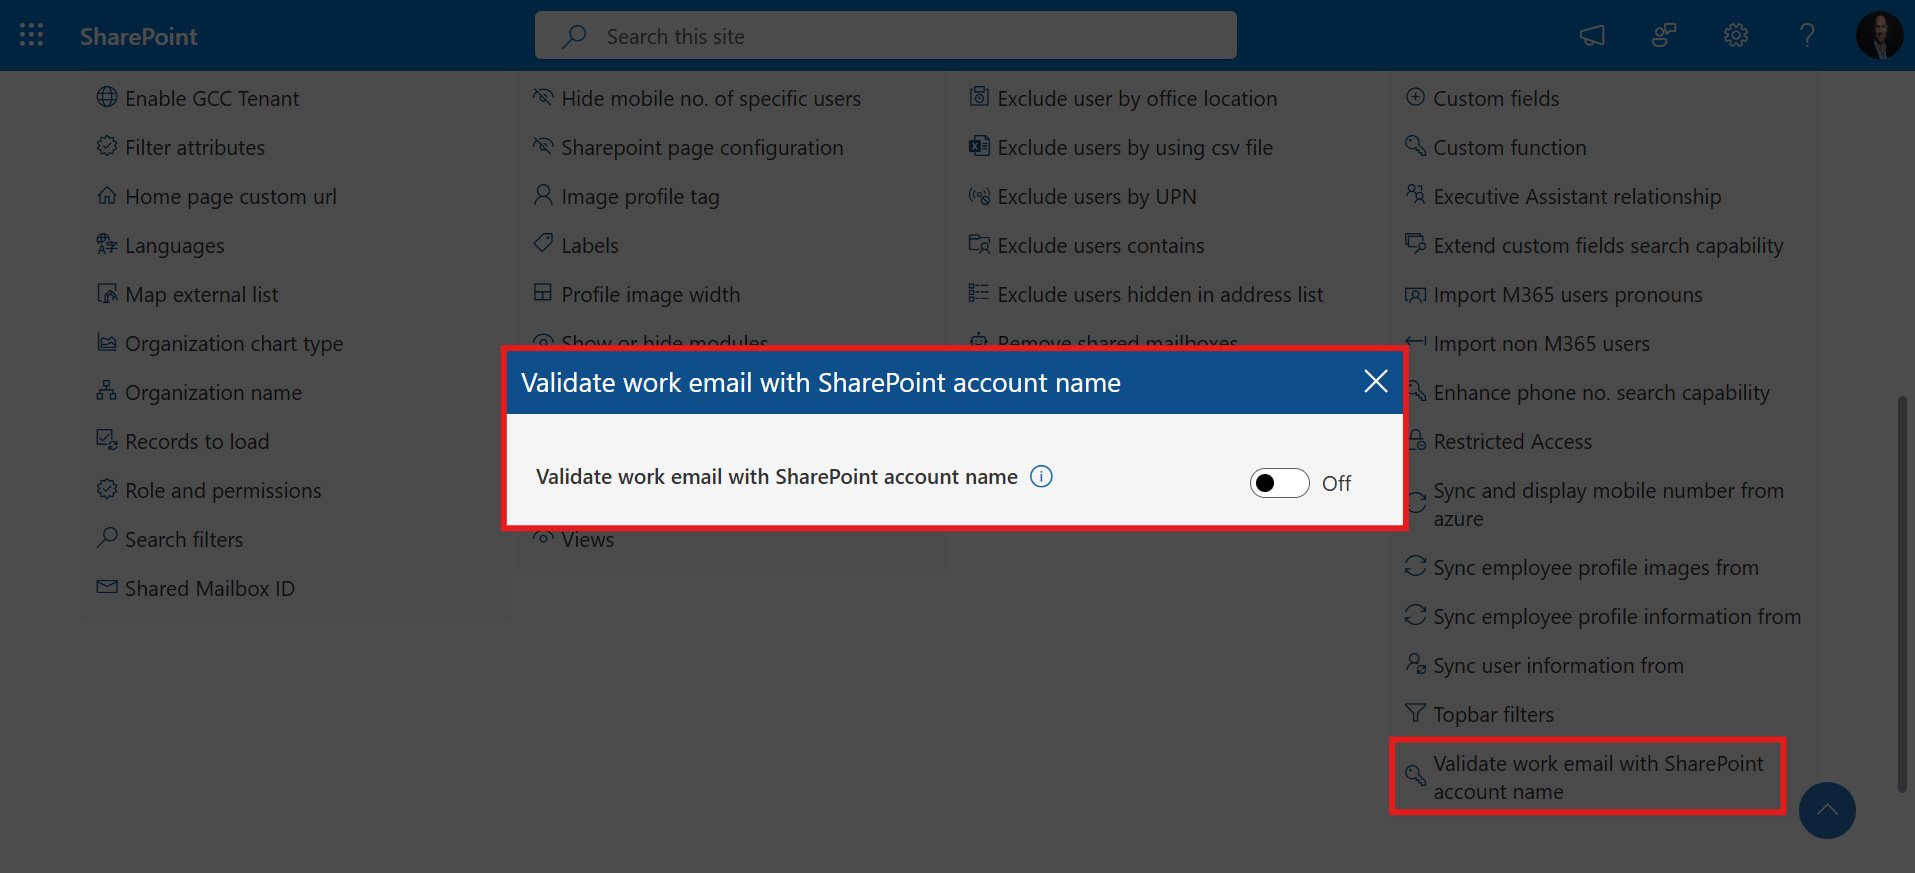 SharePoint
Search this site
Enable GCC Tenant
Filter attributes
Home page custom url
Languages
Map external list
Organization chart type
Organization name
Records to load
Role and permissions
Search filters
Shared Mailbox ID
Hide mobile no. of specific users
Sharepoint page configuration
Image profile tag
Labels
Profile image width
Show or hide modules
Views
Exclude user by office location
Exclude users by using csv file
Exclude users by UPN
Exclude users contains
Exclude users hidden in address list
Remove shared mailboxes
Custom fields
Custom function
Executive Assistant relationship
Extend custom fields search capability
Import M365 users pronouns
Import non M365 users
Enhance phone no. search capability
Restricted Access
Sync and display mobile number from
azure
Sync employee profile images from
Sync employee profile information from
Sync user information from
Topbar filters
Validate work email with SharePoint
account name
Validate work email with SharePoint account name
Validate work email with SharePoint account name
Off